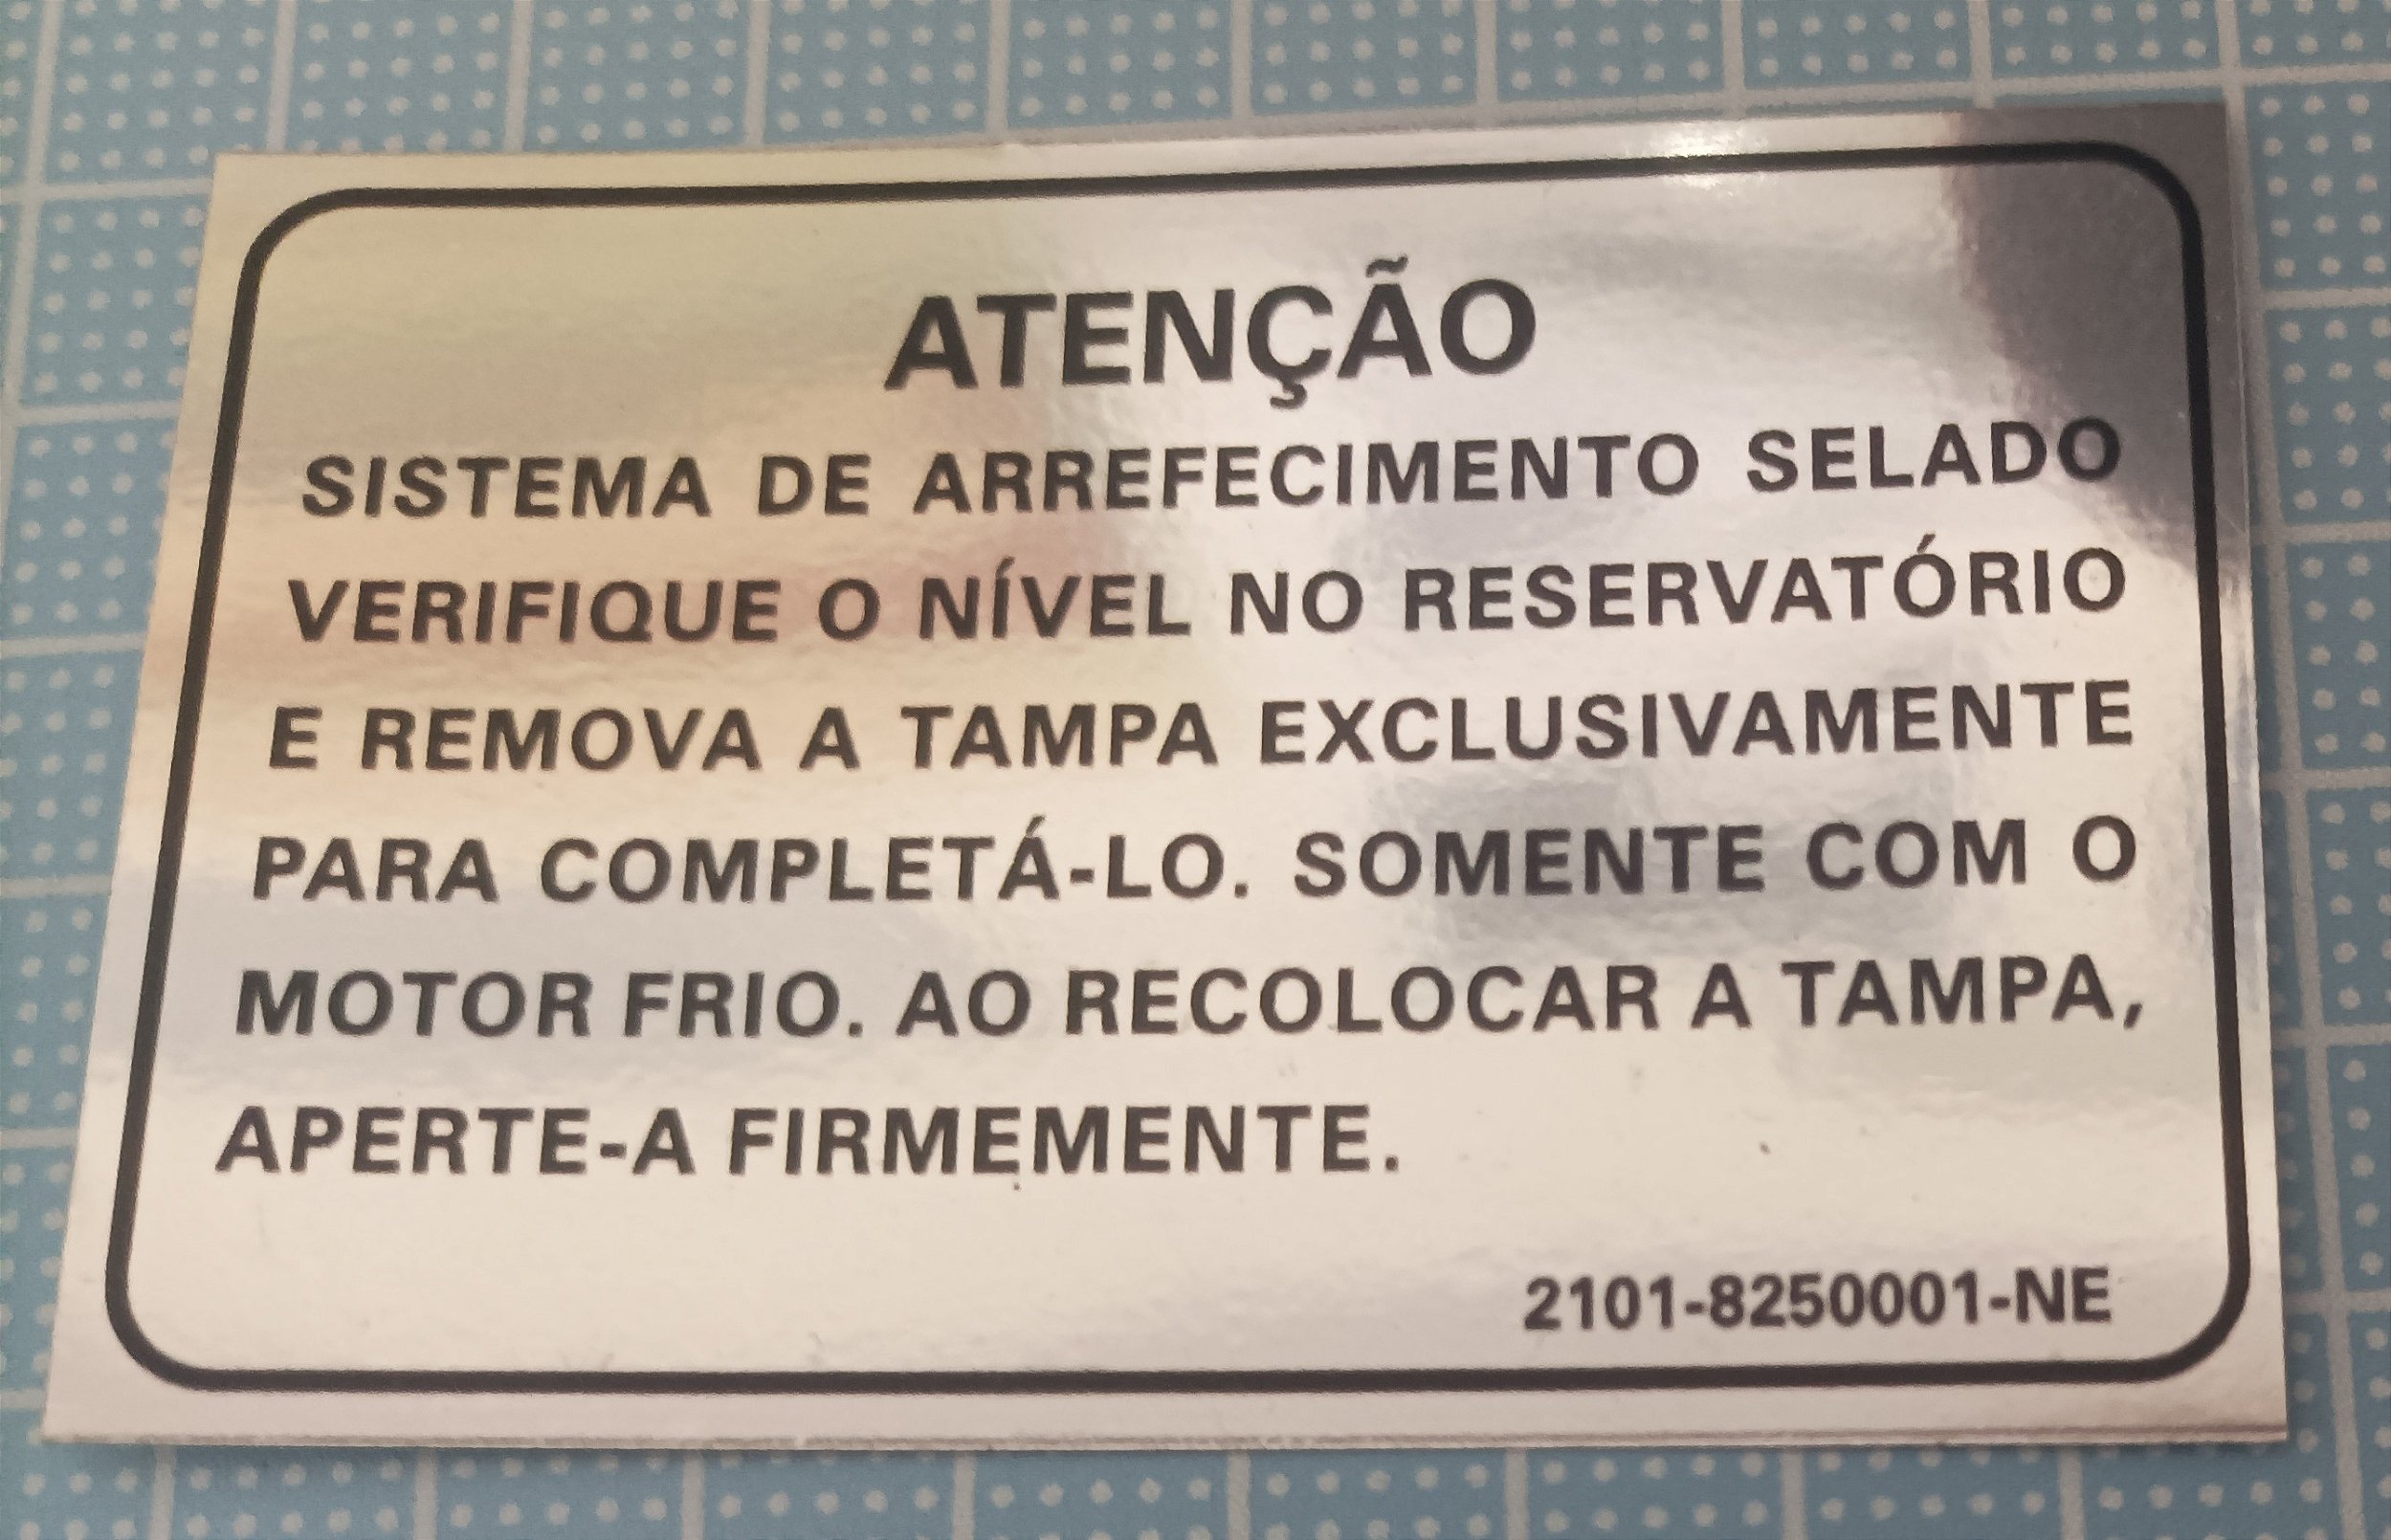 ATENÇÃO
SISTEMA DE ARREFECIMENTO SELADO
VERIFIQUE O NÍVEL NO RESERVATÓRIO
E REMOVA A TAMPA EXCLUSIVAMENTE
PARA COMPLETÁ-LO. SOMENTE COM O
MOTOR FRIO. AO RECOLOCAR A TAMPA,
APERTE-A FIRMEMENTE.
2101-8250001-NE